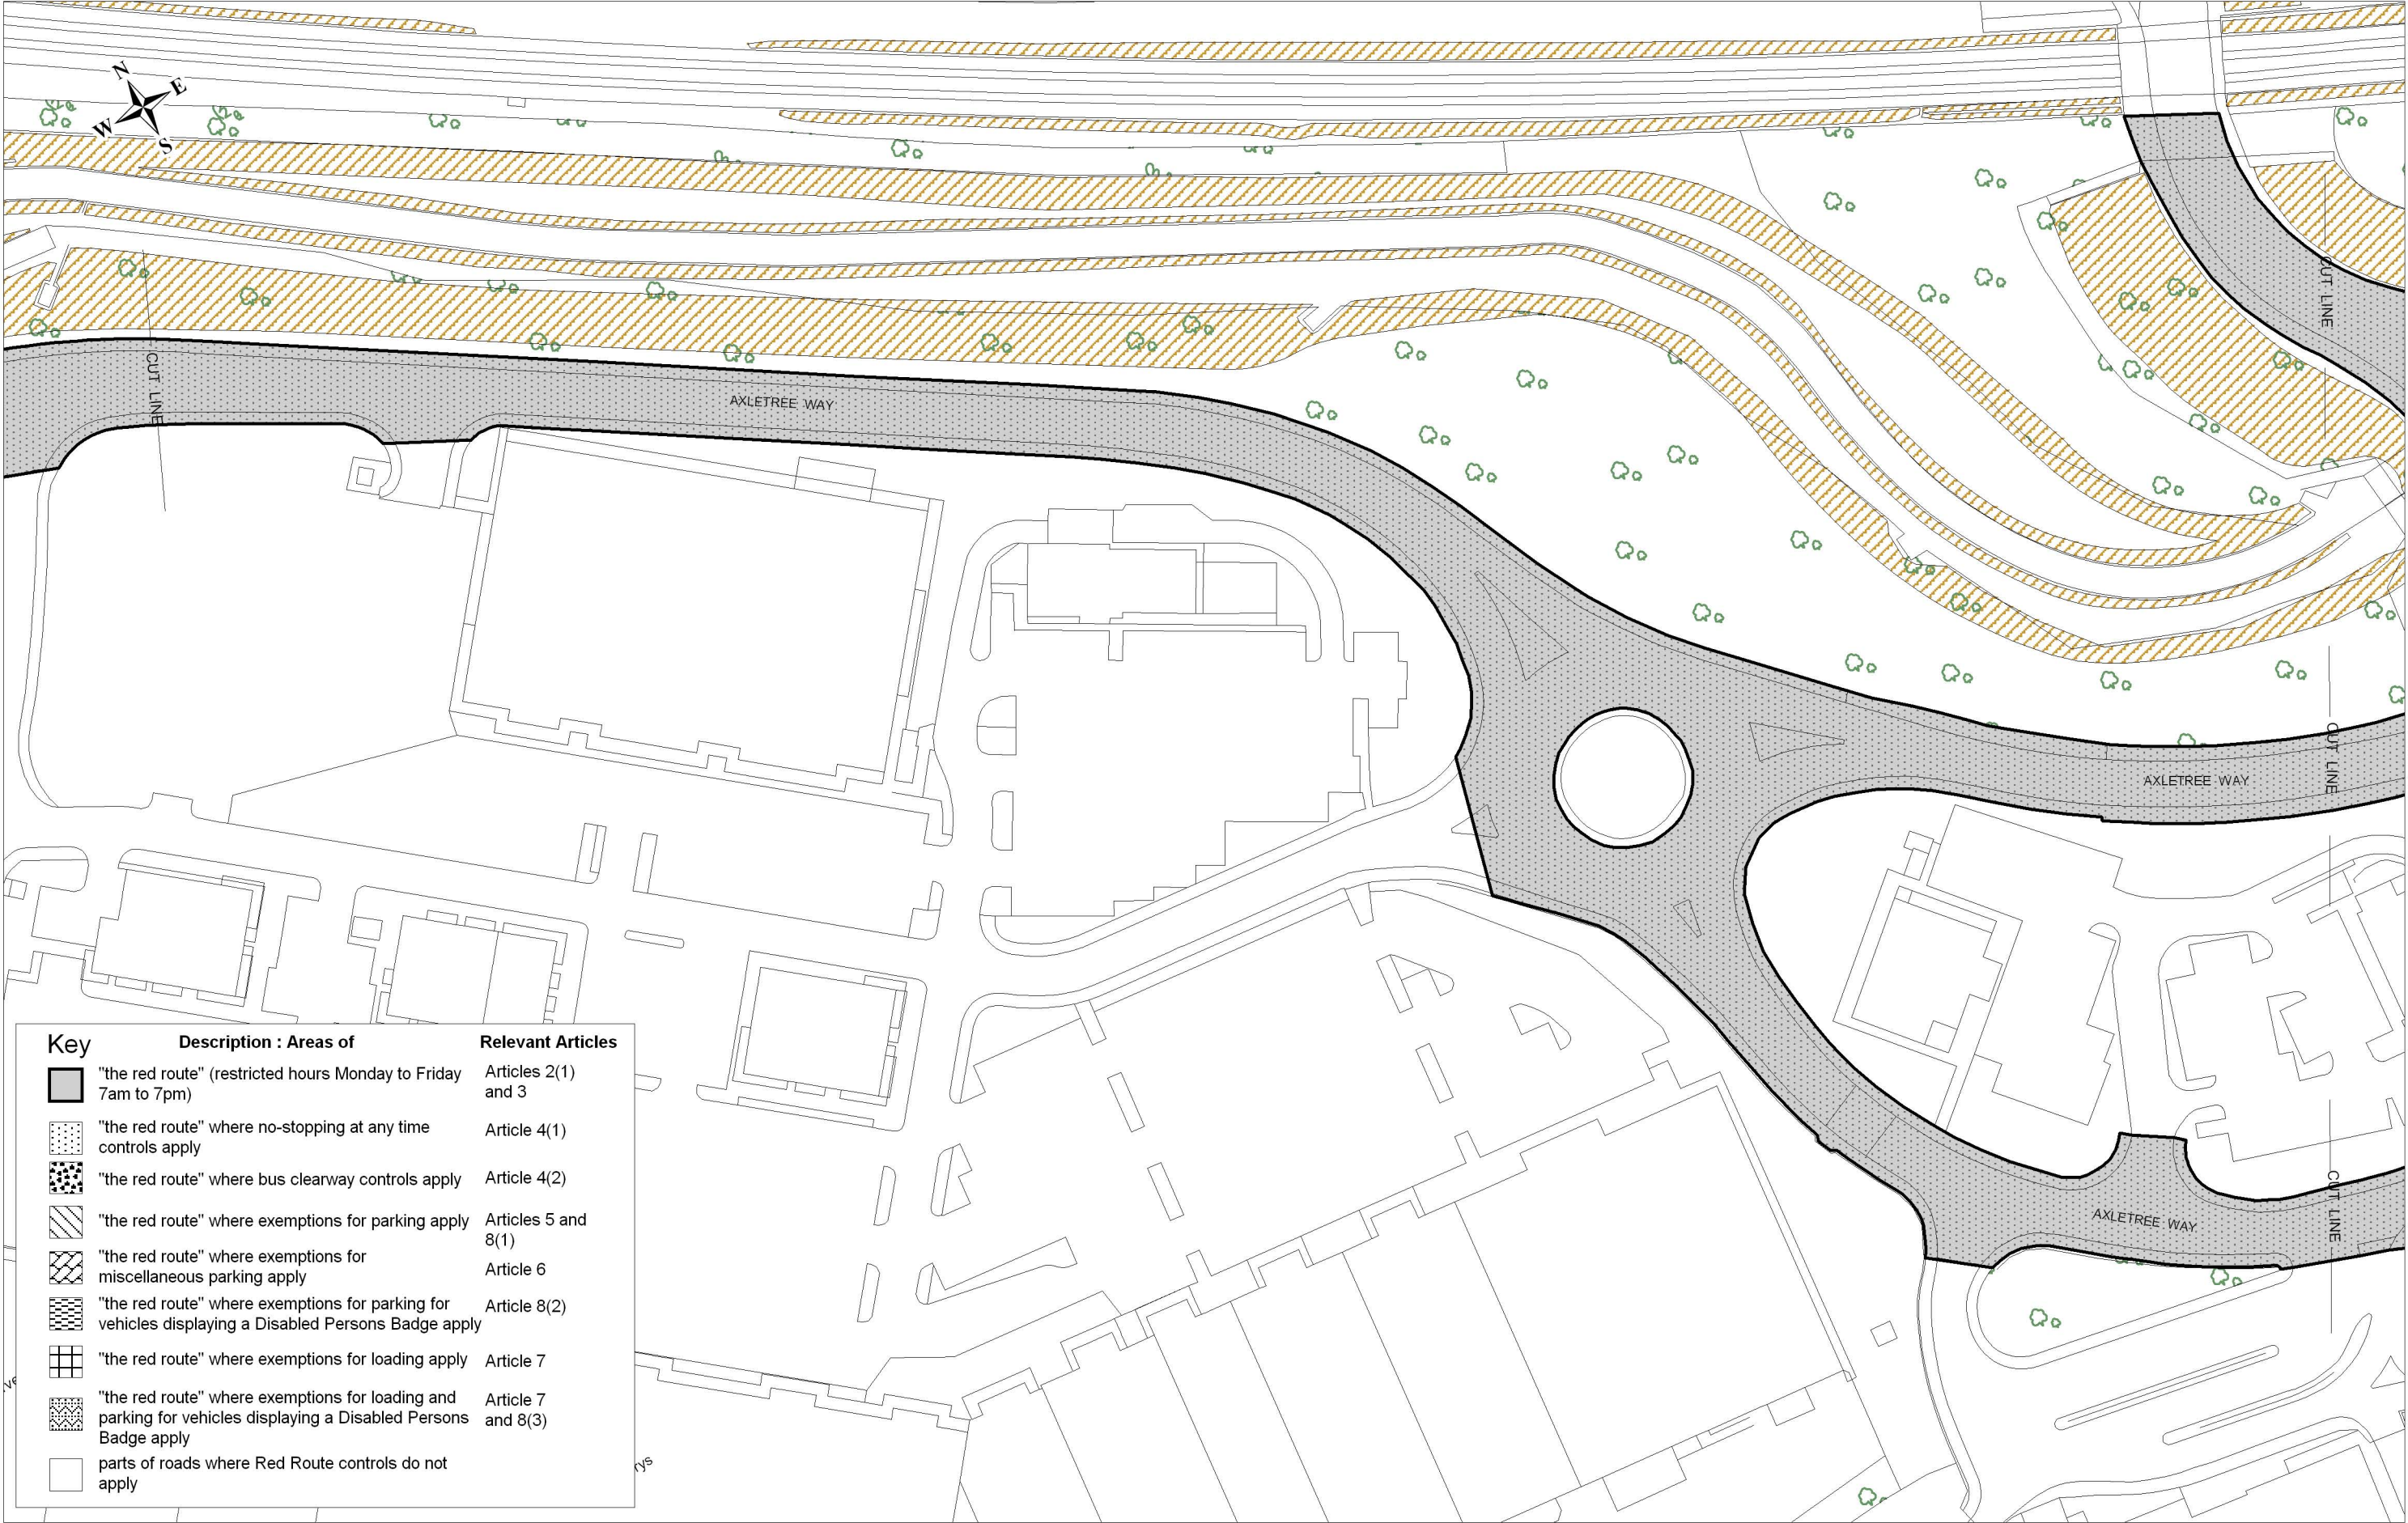 N
E
W
S
CUT LINE
CUT LINE
AXLETREE WAY
CUT LINE
AXLETREE WAY
CUT LINE
AXLETREE WAY
Key Description : Areas of Relevant Articles
"the red route" (restricted hours Monday to Friday Articles 2(1)
7am to 7pm) and 3
"the red route" where no-stopping at any time Article 4(1)
controls apply
"the red route" where bus clearway controls apply Article 4(2)
"the red route" where exemptions for parking apply Articles 5 and
8(1)
"the red route" where exemptions for
miscellaneous parking apply Article 6
"the red route" where exemptions for parking for Article 8(2)
vehicles displaying a Disabled Persons Badge apply
"the red route" where exemptions for loading apply Article 7
"the red route" where exemptions for loading and Article 7
parking for vehicles displaying a Disabled Persons and 8(3)
Badge apply
parts of roads where Red Route controls do not
apply
rys